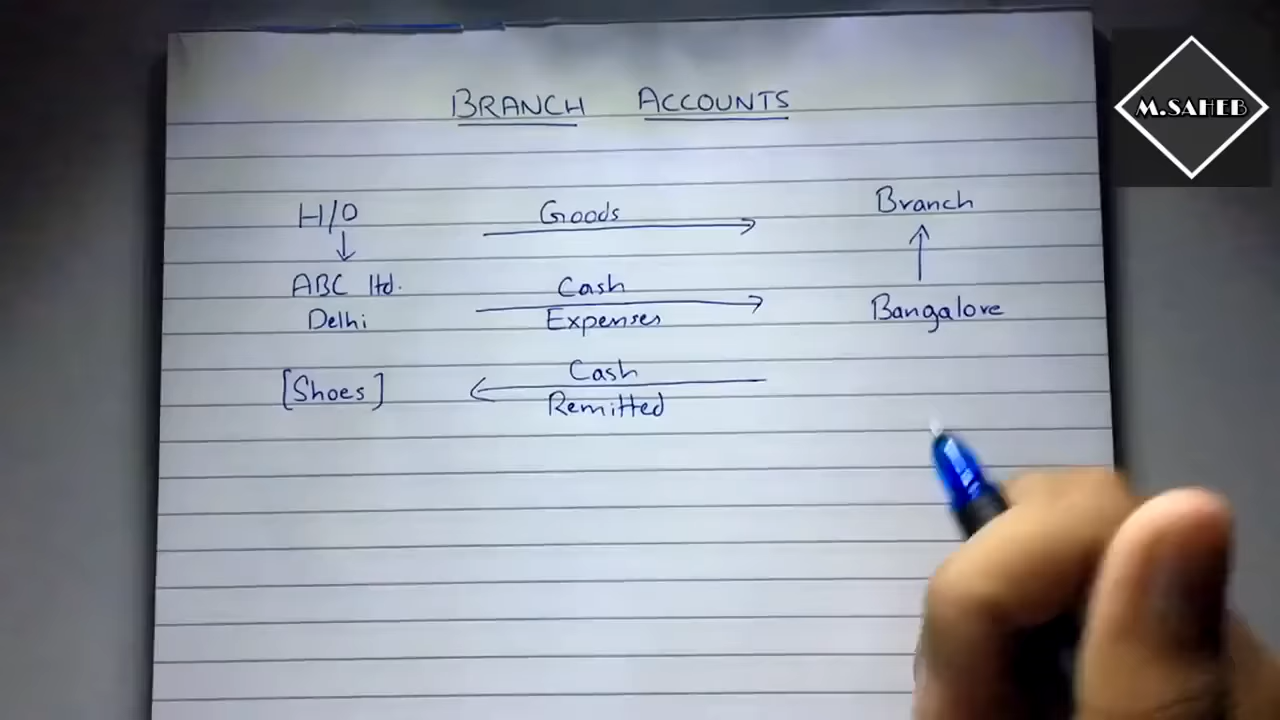 BRANCH ACCOUNTS
M.SAHEB
H/O Goods Branch
ABC ltd. Cash
Delhi Expenses Bangalore
[Shoes] Cash
Remitted